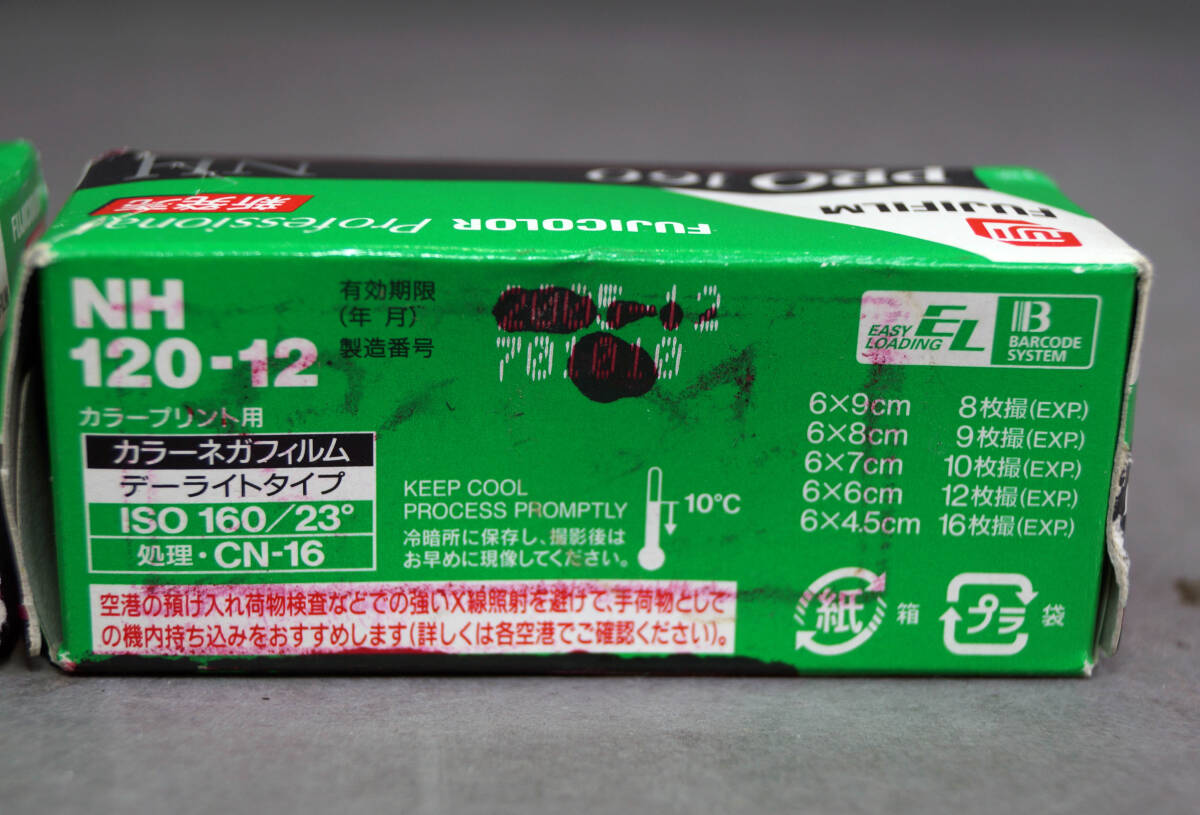 NH
PRO 160
新発売
FUJICOLOR Professional
FUJIFILM
FUJI
NH
120-12
有効期限
(年 月)
製造番号
2005-12
EASY
LOADING
EL
B
BARCODE
SYSTEM
カラープリント用
カラーネガフィルム
デーライトタイプ
ISO 160/23°
処理・CN-16
KEEP COOL
PROCESS PROMPTLY
冷暗所に保存し、撮影後は
お早めに現像してください。
10°C
6×9cm 8枚撮(EXP.)
6×8cm 9枚撮(EXP.)
6×7cm 10枚撮(EXP.)
6×6cm 12枚撮(EXP.)
6×4.5cm 16枚撮(EXP.)
空港の預け入れ荷物検査などでの強いX線照射を避けて、手荷物として
の機内持ち込みをおすすめします(詳しくは各空港でご確認ください)。
紙 箱
プラ 袋
FUJICOLOR